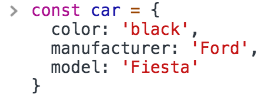 > const car = {
  color: 'black',
  manufacturer: 'Ford',
  model: 'Fiesta'
}